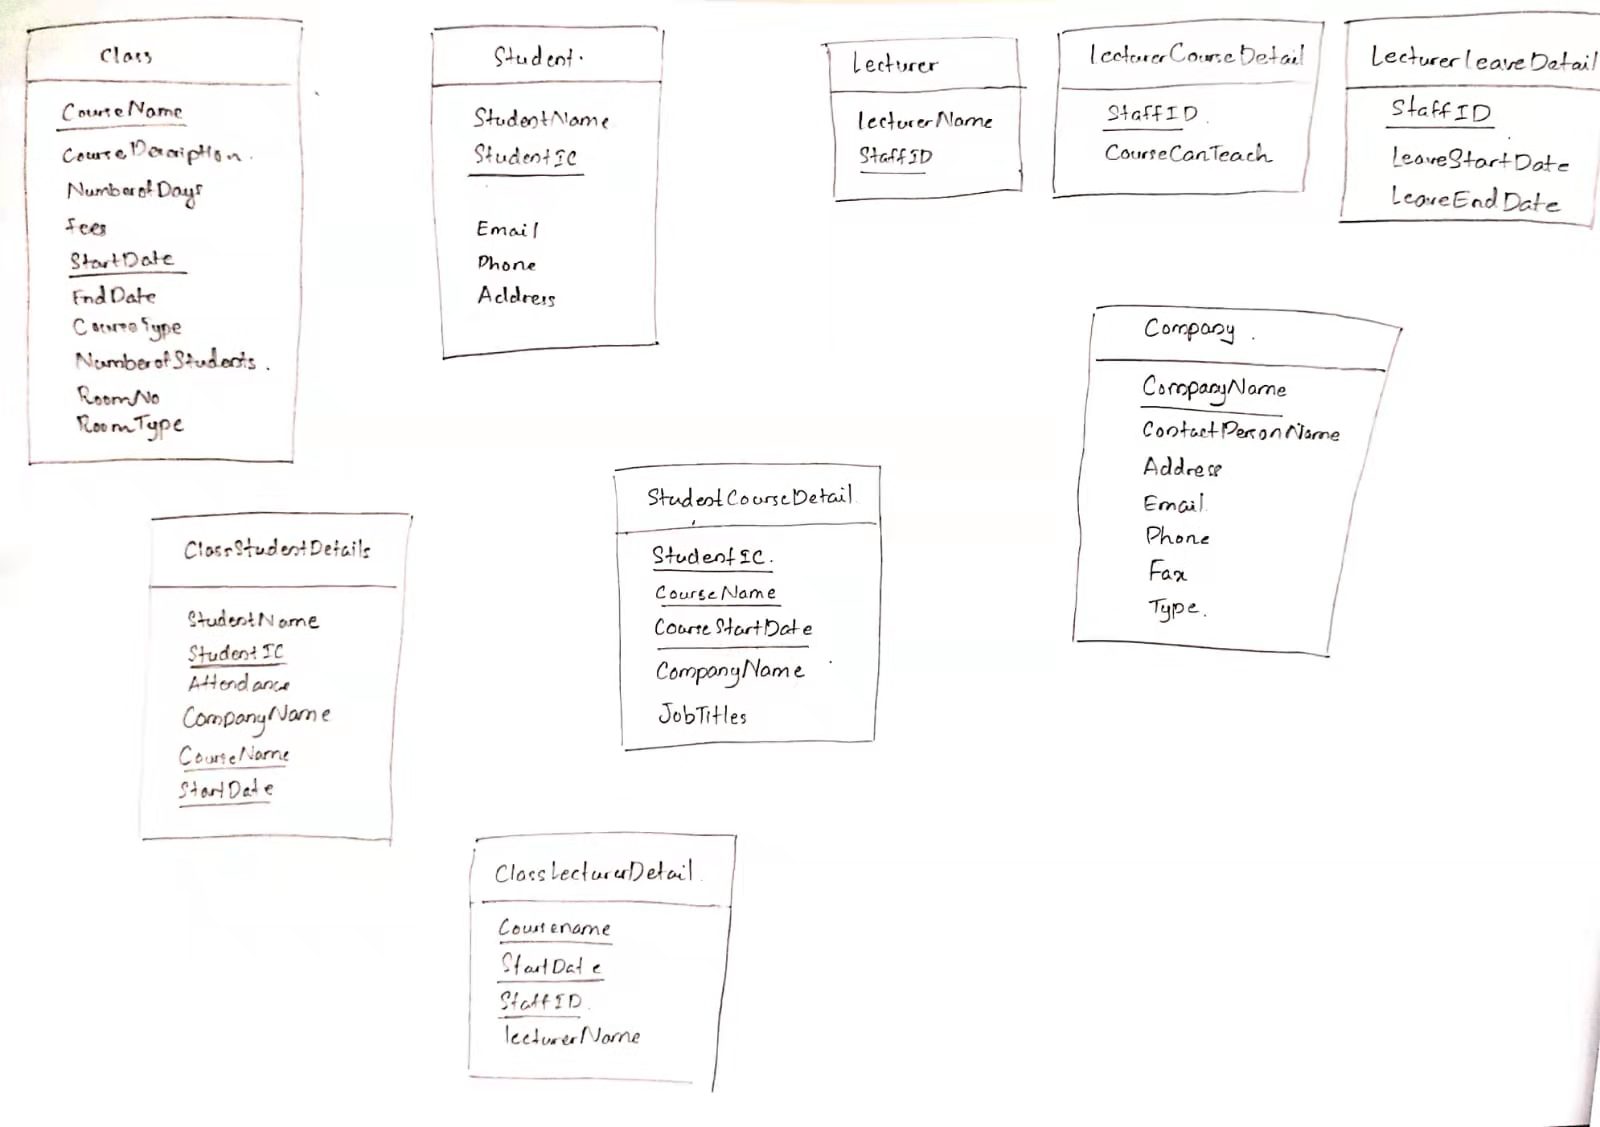 Class
CourseName
CourseDecription.
NumberofDays
Fees
StartDate
EndDate
CourseType
NumberofStudents.
RoomNo
RoomType
Student.
StudentName
StudentIC
Email
Phone
Address
Lecturer
lecturerName
StaffID
lecturerCourseDetail
StaffID.
CourseCanTeach
LecturerleaveDetail
StaffID
LeaveStartDate
LeaveEndDate
Company.
CompanyName
ContactPersonName
Address
Email.
Phone
Fax
Type.
ClassStudentDetails
StudentName
StudentIC
Attendance
CompanyName
CourseName
StartDate
StudentCourseDetail.
StudentIC.
CourseName
CourseStartDate
CompanyName
JobTitles
ClassLecturerDetail.
Coursename
StartDate
StaffID.
lecturerName